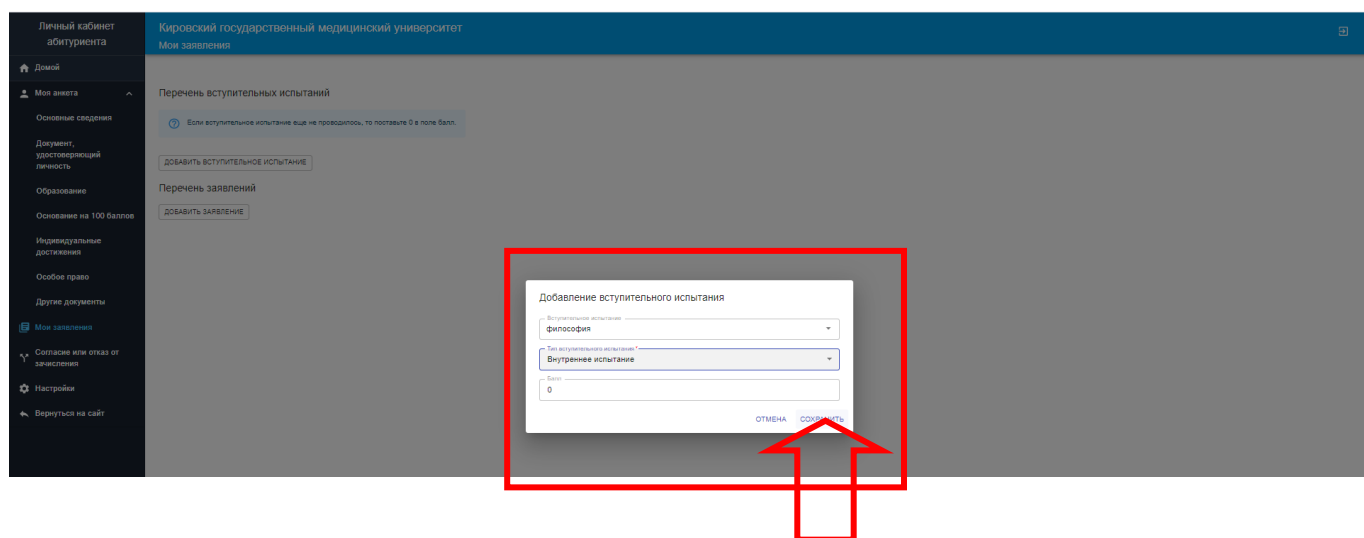 Личный кабинет
абитуриента
Домой
Моя анкета
Основные сведения
Документ,
удостоверяющий
личность
Образование
Основание на 100 баллов
Индивидуальные
достижения
Особое право
Другие документы
Мои заявления
Согласие или отказ от
зачисления
Настройки
Вернуться на сайт
Кировский государственный медицинский университет
Мои заявления
Перечень вступительных испытаний
Если вступительное испытание еще не проводилось, то поставьте 0 в поле балл.
ДОБАВИТЬ ВСТУПИТЕЛЬНОЕ ИСПЫТАНИЕ
Перечень заявлений
ДОБАВИТЬ ЗАЯВЛЕНИЕ
Добавление вступительного испытания
Вступительное испытание
философия
Тип вступительного испытания *
Внутреннее испытание
Балл
0
ОТМЕНА СОХРАНИТЬ